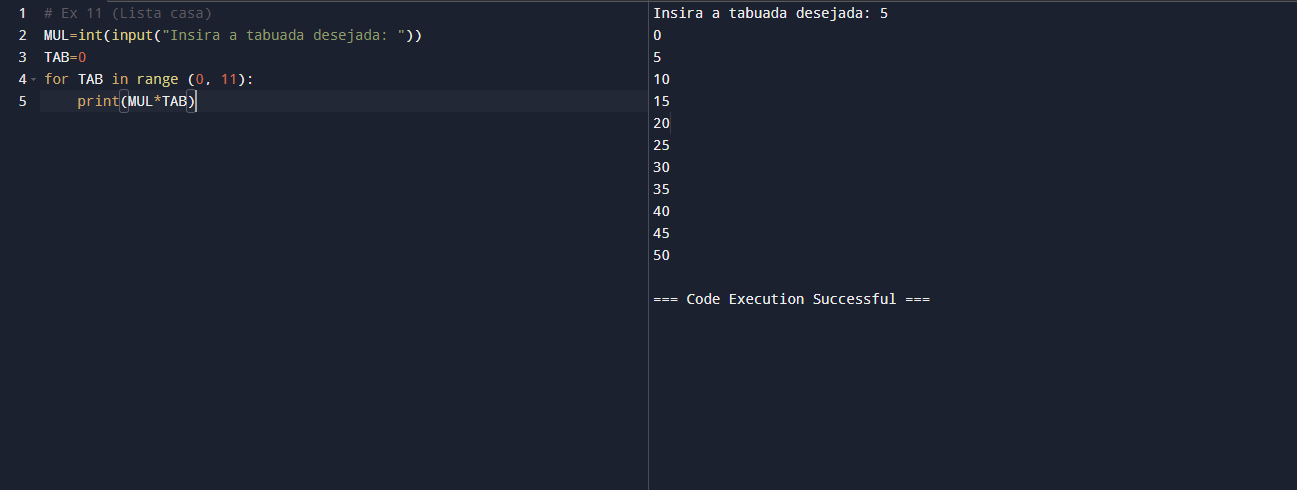 1 # Ex 11 (Lista casa)
2 MUL=int(input("Insira a tabuada desejada: "))
3 TAB=0
4 for TAB in range (0, 11):
5     print(MUL*TAB)
Insira a tabuada desejada: 5
0
5
10
15
20
25
30
35
40
45
50
=== Code Execution Successful ===